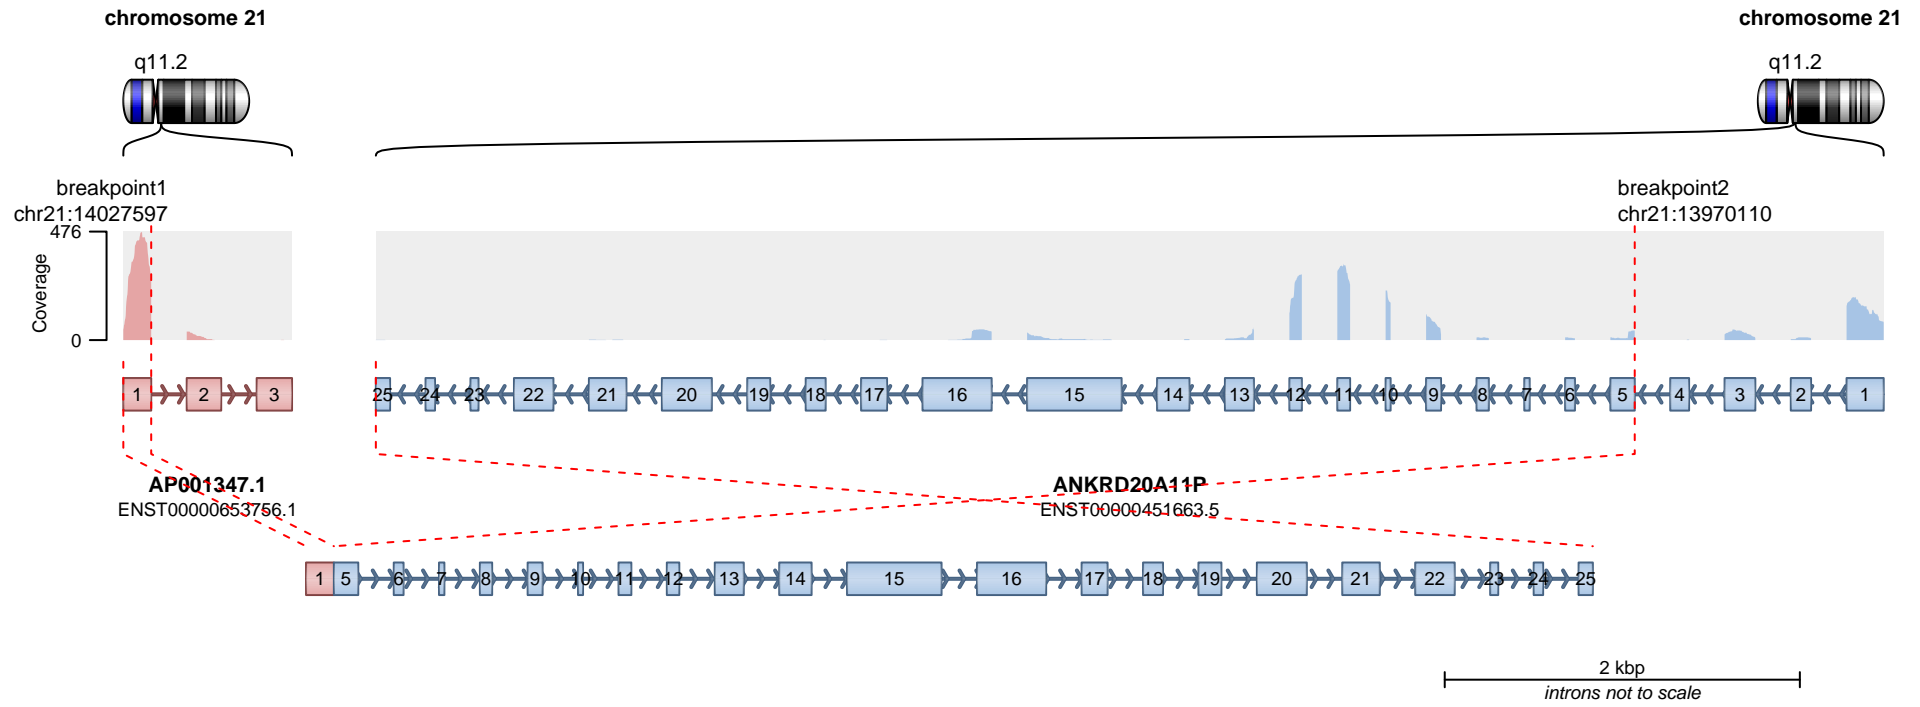 chromosome 21
chromosome 21
q11.2
q11.2
breakpoint1
chr21:14027597
breakpoint2
chr21:13970110
476
Coverage
0
1 2 3
25 24 23 22 21 20 19 18 17 16 15 14 13 12 11 10 9 8 7 6 5 4 3 2 1
AP001347.1
ENST00000653756.1
ANKRD20A11P
ENST00000451663.5
1 5 6 7 8 9 10 11 12 13 14 15 16 17 18 19 20 21 22 23 24 25
2 kbp
introns not to scale